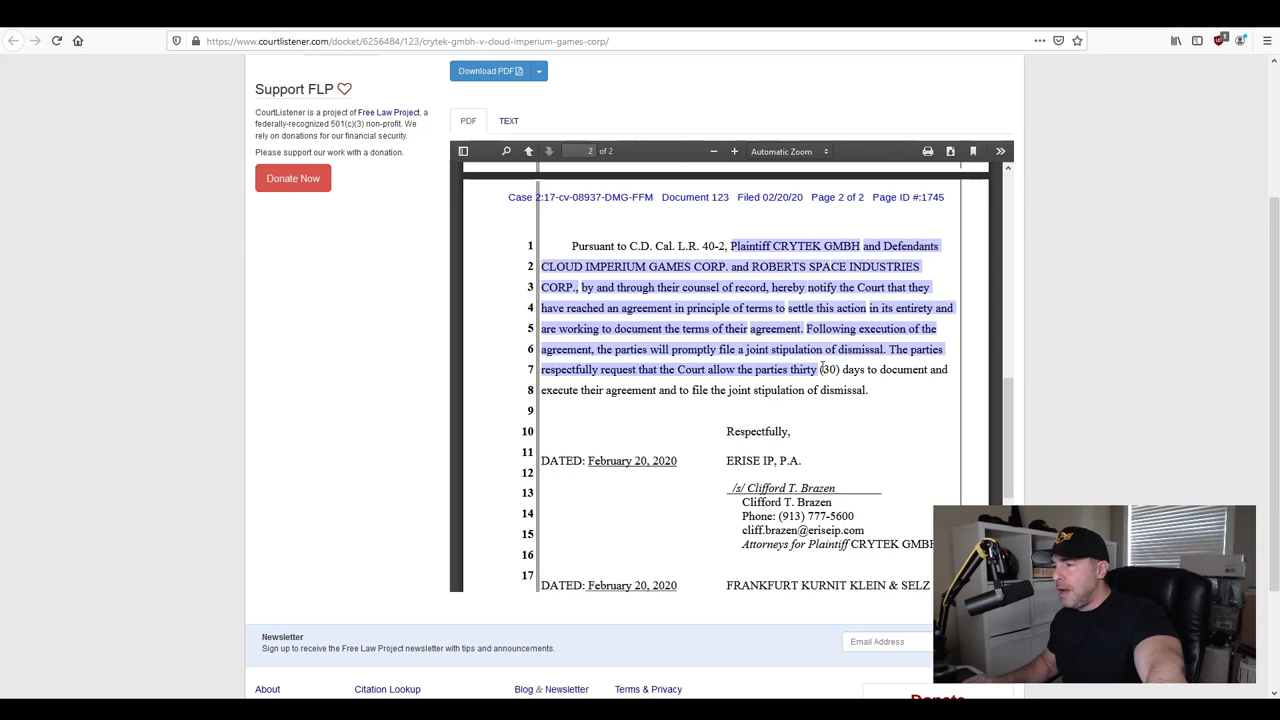 https://www.courtlistener.com/docket/6256484/123/crytek-gmbh-v-cloud-imperium-games-corp/
1
Download PDF
Support FLP
CourtListener is a project of Free Law Project, a
federally-recognized 501(c)(3) non-profit. We
rely on donations for our financial security.
Please support our work with a donation.
Donate Now
PDF TEXT
2 of 2 Automatic Zoom
Case 2:17-cv-08937-DMG-FFM Document 123 Filed 02/20/20 Page 2 of 2 Page ID #:1745
1 Pursuant to C.D. Cal. L.R. 40-2, Plaintiff CRYTEK GMBH and Defendants
2 CLOUD IMPERIUM GAMES CORP. and ROBERTS SPACE INDUSTRIES
3 CORP., by and through their counsel of record, hereby notify the Court that they
4 have reached an agreement in principle of terms to settle this action in its entirety and
5 are working to document the terms of their agreement. Following execution of the
6 agreement, the parties will promptly file a joint stipulation of dismissal. The parties
7 respectfully request that the Court allow the parties thirty (30) days to document and
8 execute their agreement and to file the joint stipulation of dismissal.
9
10 Respectfully,
11 DATED: February 20, 2020 ERISE IP, P.A.
12
13 /s/ Clifford T. Brazen
Clifford T. Brazen
14 Phone: (913) 777-5600
15 cliff.brazen@eriseip.com
16 Attorneys for Plaintiff CRYTEK GMBH
17 DATED: February 20, 2020 FRANKFURT KURNIT KLEIN & SELZ
Newsletter
Sign up to receive the Free Law Project newsletter with tips and announcements.
Email Address
About Citation Lookup Blog & Newsletter Terms & Privacy
Donate